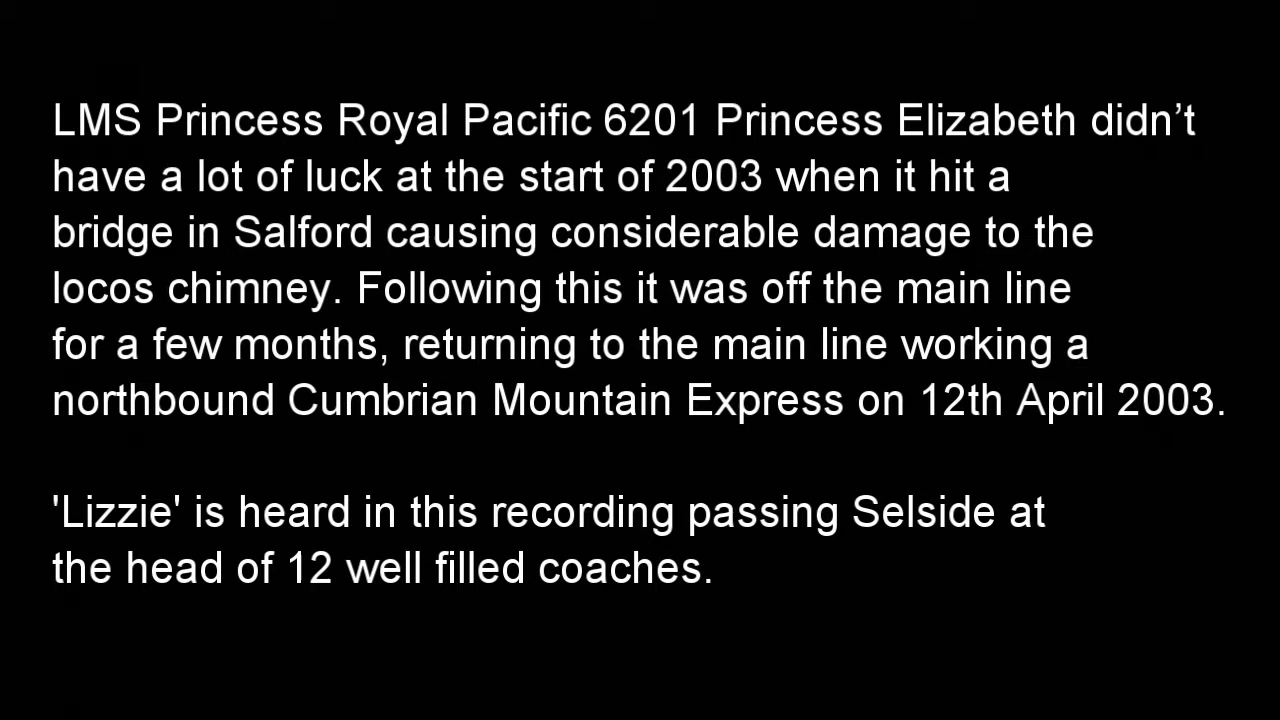 LMS Princess Royal Pacific 6201 Princess Elizabeth didn’t
have a lot of luck at the start of 2003 when it hit a
bridge in Salford causing considerable damage to the
locos chimney. Following this it was off the main line
for a few months, returning to the main line working a
northbound Cumbrian Mountain Express on 12th April 2003.
'Lizzie' is heard in this recording passing Selside at
the head of 12 well filled coaches.